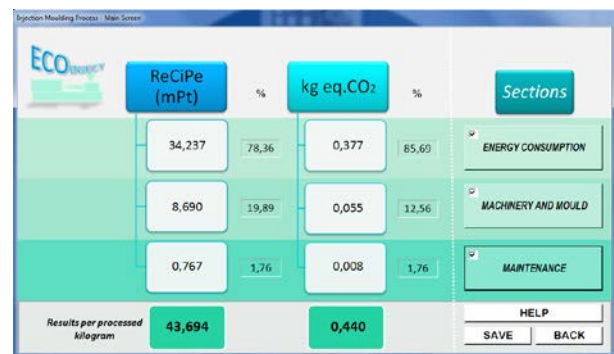 Injection Moulding Process - Main Screen
ECO INJECT
ReCiPe
(mPt)
%
kg eq.CO₂
%
Sections
34,237
78,36
0,377
85,69
ENERGY CONSUMPTION
8,690
19,89
0,055
12,56
MACHINERY AND MOULD
0,767
1,76
0,008
1,76
MAINTENANCE
Results per processed
kilogram
43,694
0,440
HELP
SAVE
BACK